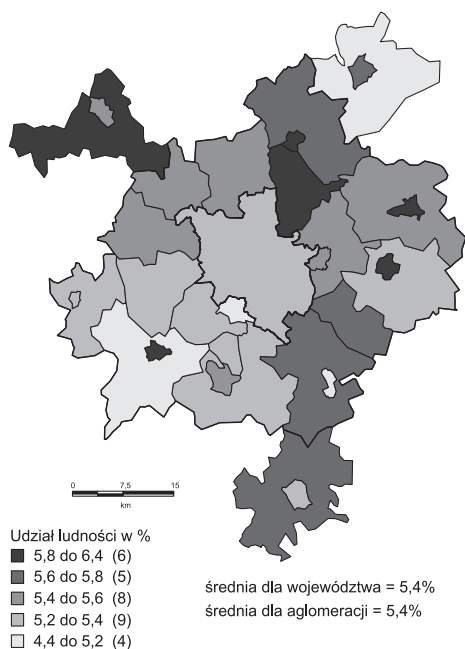 0 7,5 15
km
Udział ludności w %
5,8 do 6,4 (6)
5,6 do 5,8 (5)
5,4 do 5,6 (8)
5,2 do 5,4 (9)
4,4 do 5,2 (4)
średnia dla województwa = 5,4%
średnia dla aglomeracji = 5,4%